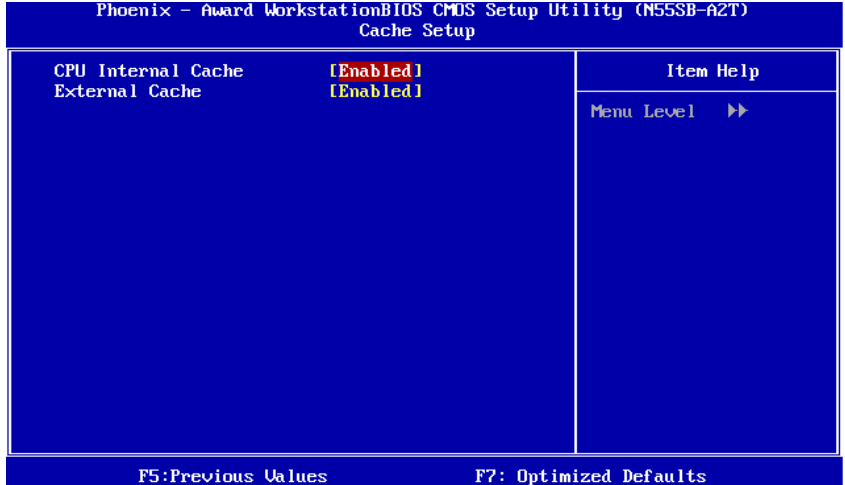 Phoenix - Award WorkstationBIOS CMOS Setup Utility (N55SB-A2T)
Cache Setup
CPU Internal Cache [Enabled]
External Cache [Enabled]
Item Help
Menu Level ▶▶
F5:Previous Values F7: Optimized Defaults